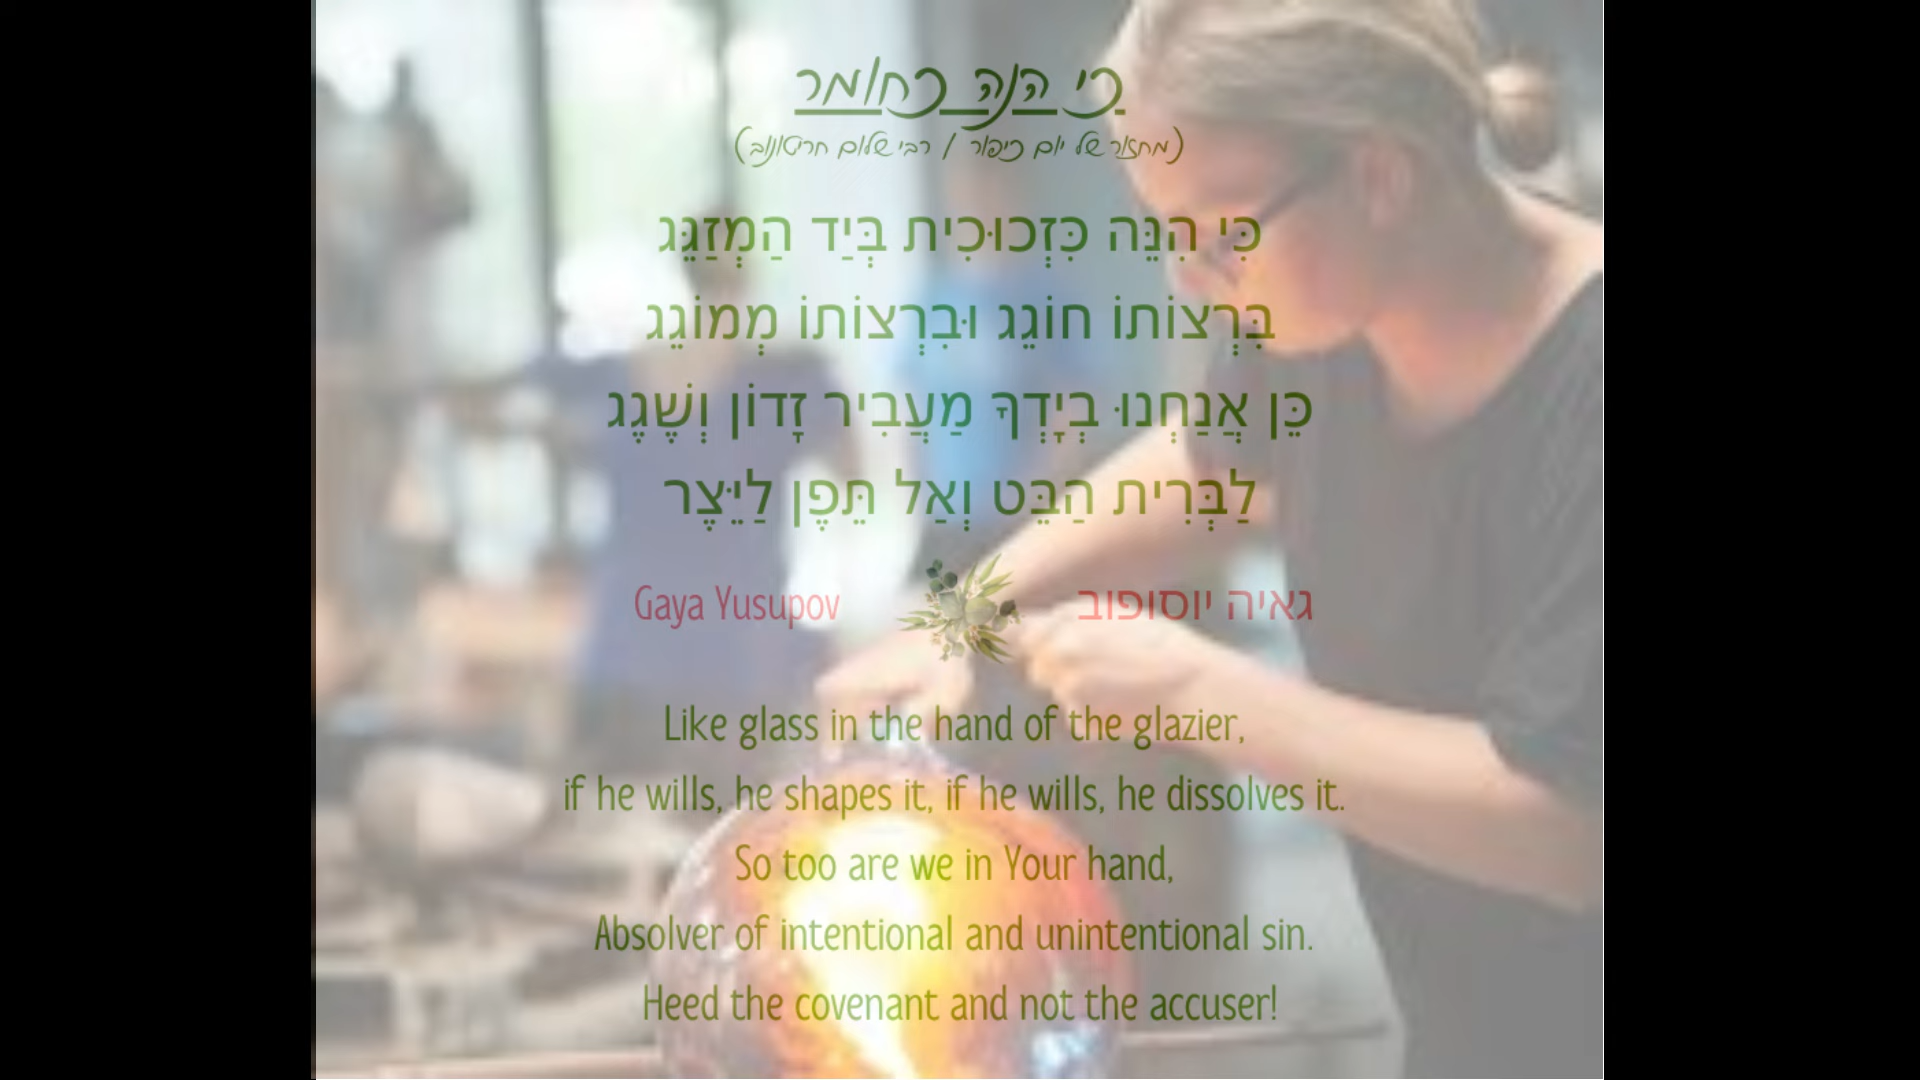 כי הנה כחומר
(מחזור של יום כיפור / רבי שלום חריטונוב)
כִּי הִנֵּה כִּזְכוּכִית בְּיַד הַמְזַגֵּג
בִּרְצוֹתוֹ חוֹגֵג וּבִרְצוֹתוֹ מְמוֹגֵג
כֵּן אֲנַחְנוּ בְיָדְךָ מַעֲבִיר זָדוֹן וְשֶׁגֶג
לַבְּרִית הַבֵּט וְאַל תֵּפֶן לַיֵּצֶר
Gaya Yusupov גאיה יוסופוב
Like glass in the hand of the glazier,
if he wills, he shapes it, if he wills, he dissolves it.
So too are we in Your hand,
Absolver of intentional and unintentional sin.
Heed the covenant and not the accuser!